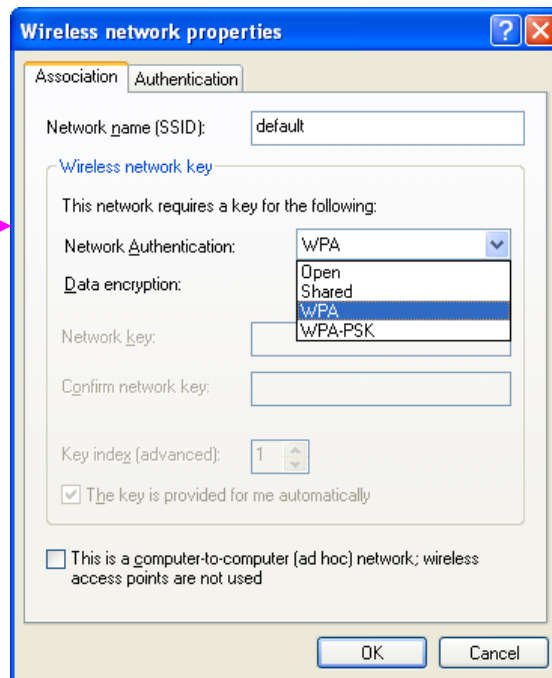 Wireless network properties
Association Authentication
Network name (SSID): default
Wireless network key
This network requires a key for the following:
Network Authentication: WPA
Open
Data encryption: Shared
WPA
WPA-PSK
Network key:
Confirm network key:
Key index (advanced): 1
The key is provided for me automatically
This is a computer-to-computer (ad hoc) network; wireless
access points are not used
OK Cancel